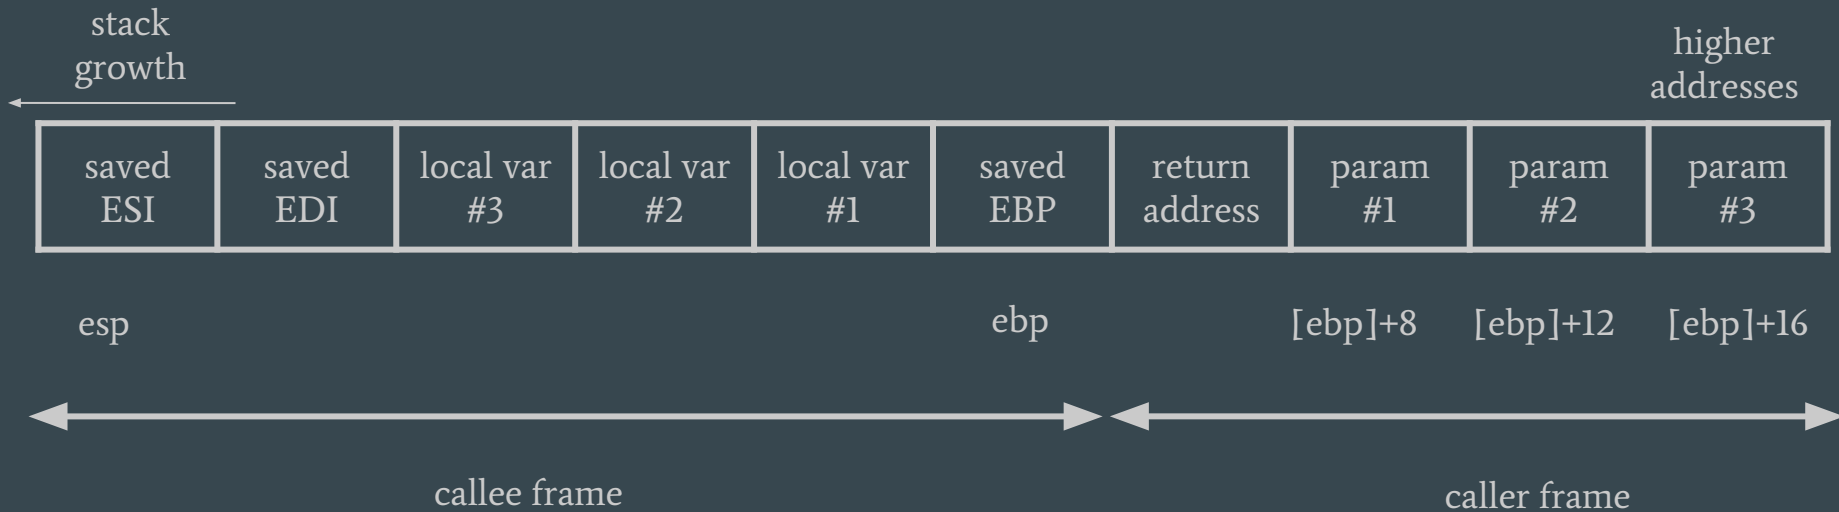 stack
growth
higher
addresses
saved
ESI
saved
EDI
local var
#3
local var
#2
local var
#1
saved
EBP
return
address
param
#1
param
#2
param
#3
esp
ebp
[ebp]+8
[ebp]+12
[ebp]+16
callee frame
caller frame